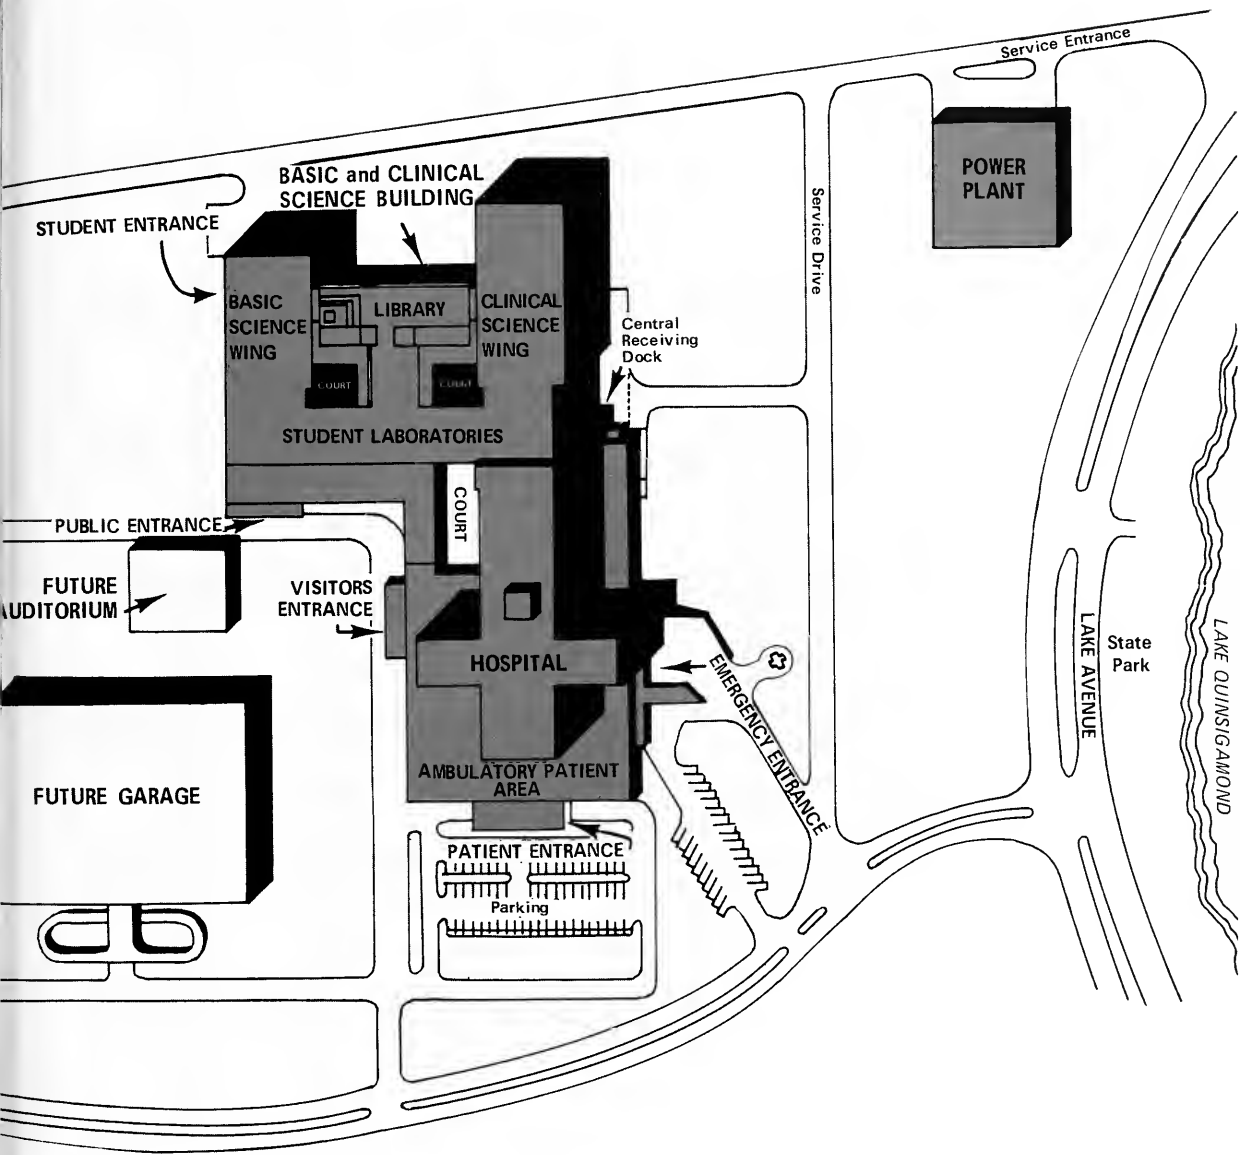 Service Entrance
POWER
PLANT
BASIC and CLINICAL
SCIENCE BUILDING
STUDENT ENTRANCE
Service Drive
BASIC
SCIENCE
WING
LIBRARY
CLINICAL
SCIENCE
WING
Central
Receiving
Dock
COURT
COURT
STUDENT LABORATORIES
COURT
PUBLIC ENTRANCE
FUTURE
AUDITORIUM
VISITORS
ENTRANCE
HOSPITAL
EMERGENCY ENTRANCE
LAKE AVENUE
State
Park
LAKE QUINSIGAMOND
FUTURE GARAGE
AMBULATORY PATIENT
AREA
PATIENT ENTRANCE
Parking